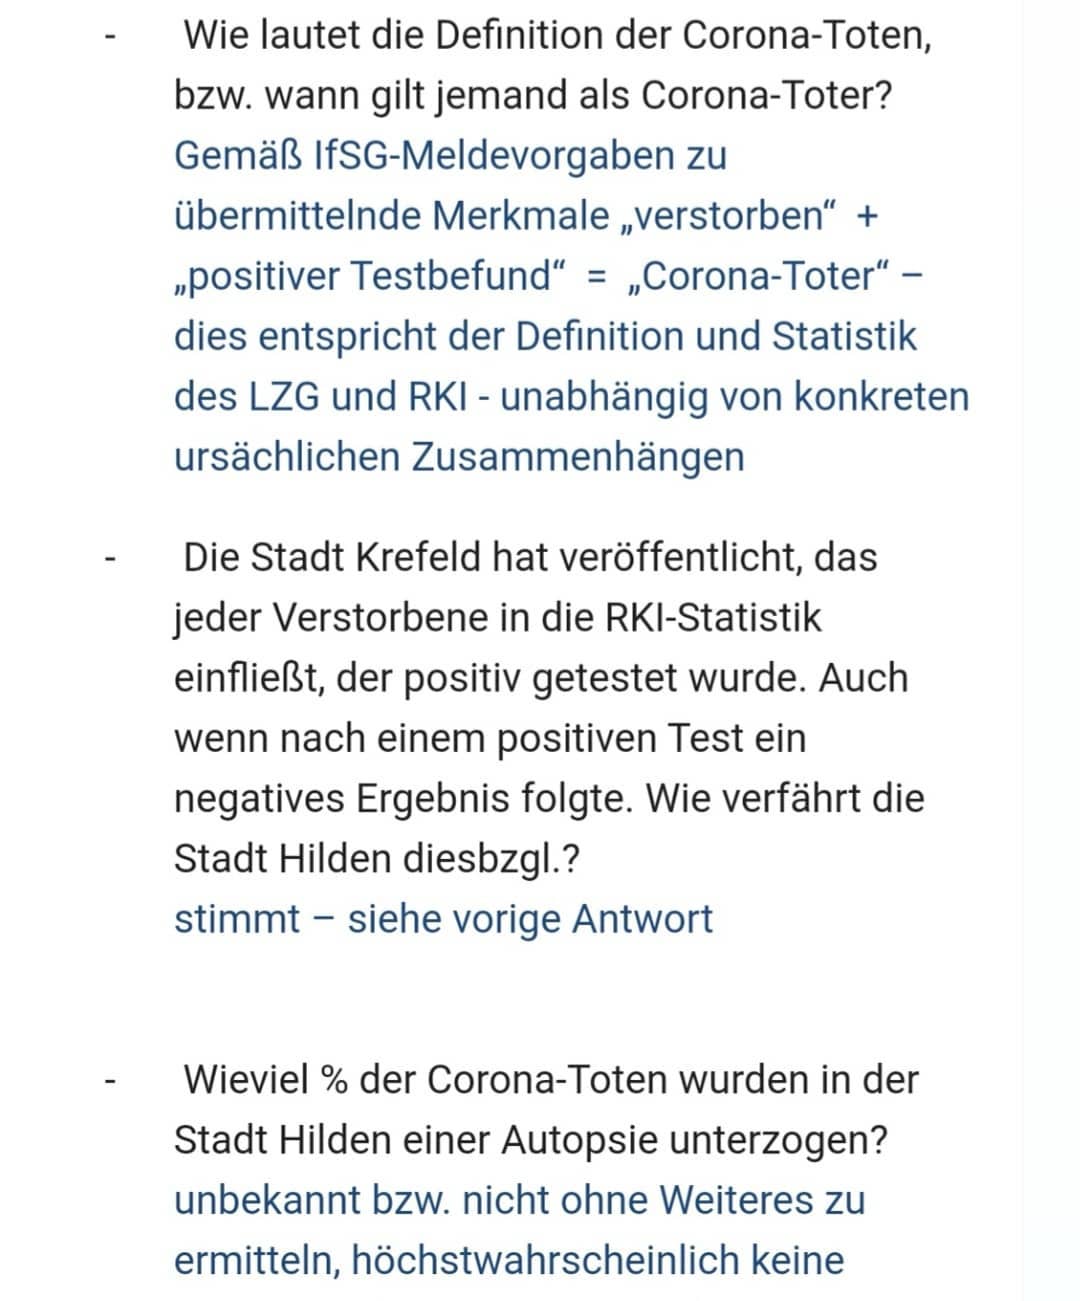 - Wie lautet die Definition der Corona-Toten,
bzw. wann gilt jemand als Corona-Toter?
Gemäß IfSG-Meldevorgaben zu
übermittelnde Merkmale „verstorben“ +
„positiver Testbefund“ = „Corona-Toter“ –
dies entspricht der Definition und Statistik
des LZG und RKI - unabhängig von konkreten
ursächlichen Zusammenhängen
- Die Stadt Krefeld hat veröffentlicht, das
jeder Verstorbene in die RKI-Statistik
einfließt, der positiv getestet wurde. Auch
wenn nach einem positiven Test ein
negatives Ergebnis folgte. Wie verfährt die
Stadt Hilden diesbzgl.?
stimmt – siehe vorige Antwort
- Wieviel % der Corona-Toten wurden in der
Stadt Hilden einer Autopsie unterzogen?
unbekannt bzw. nicht ohne Weiteres zu
ermitteln, höchstwahrscheinlich keine